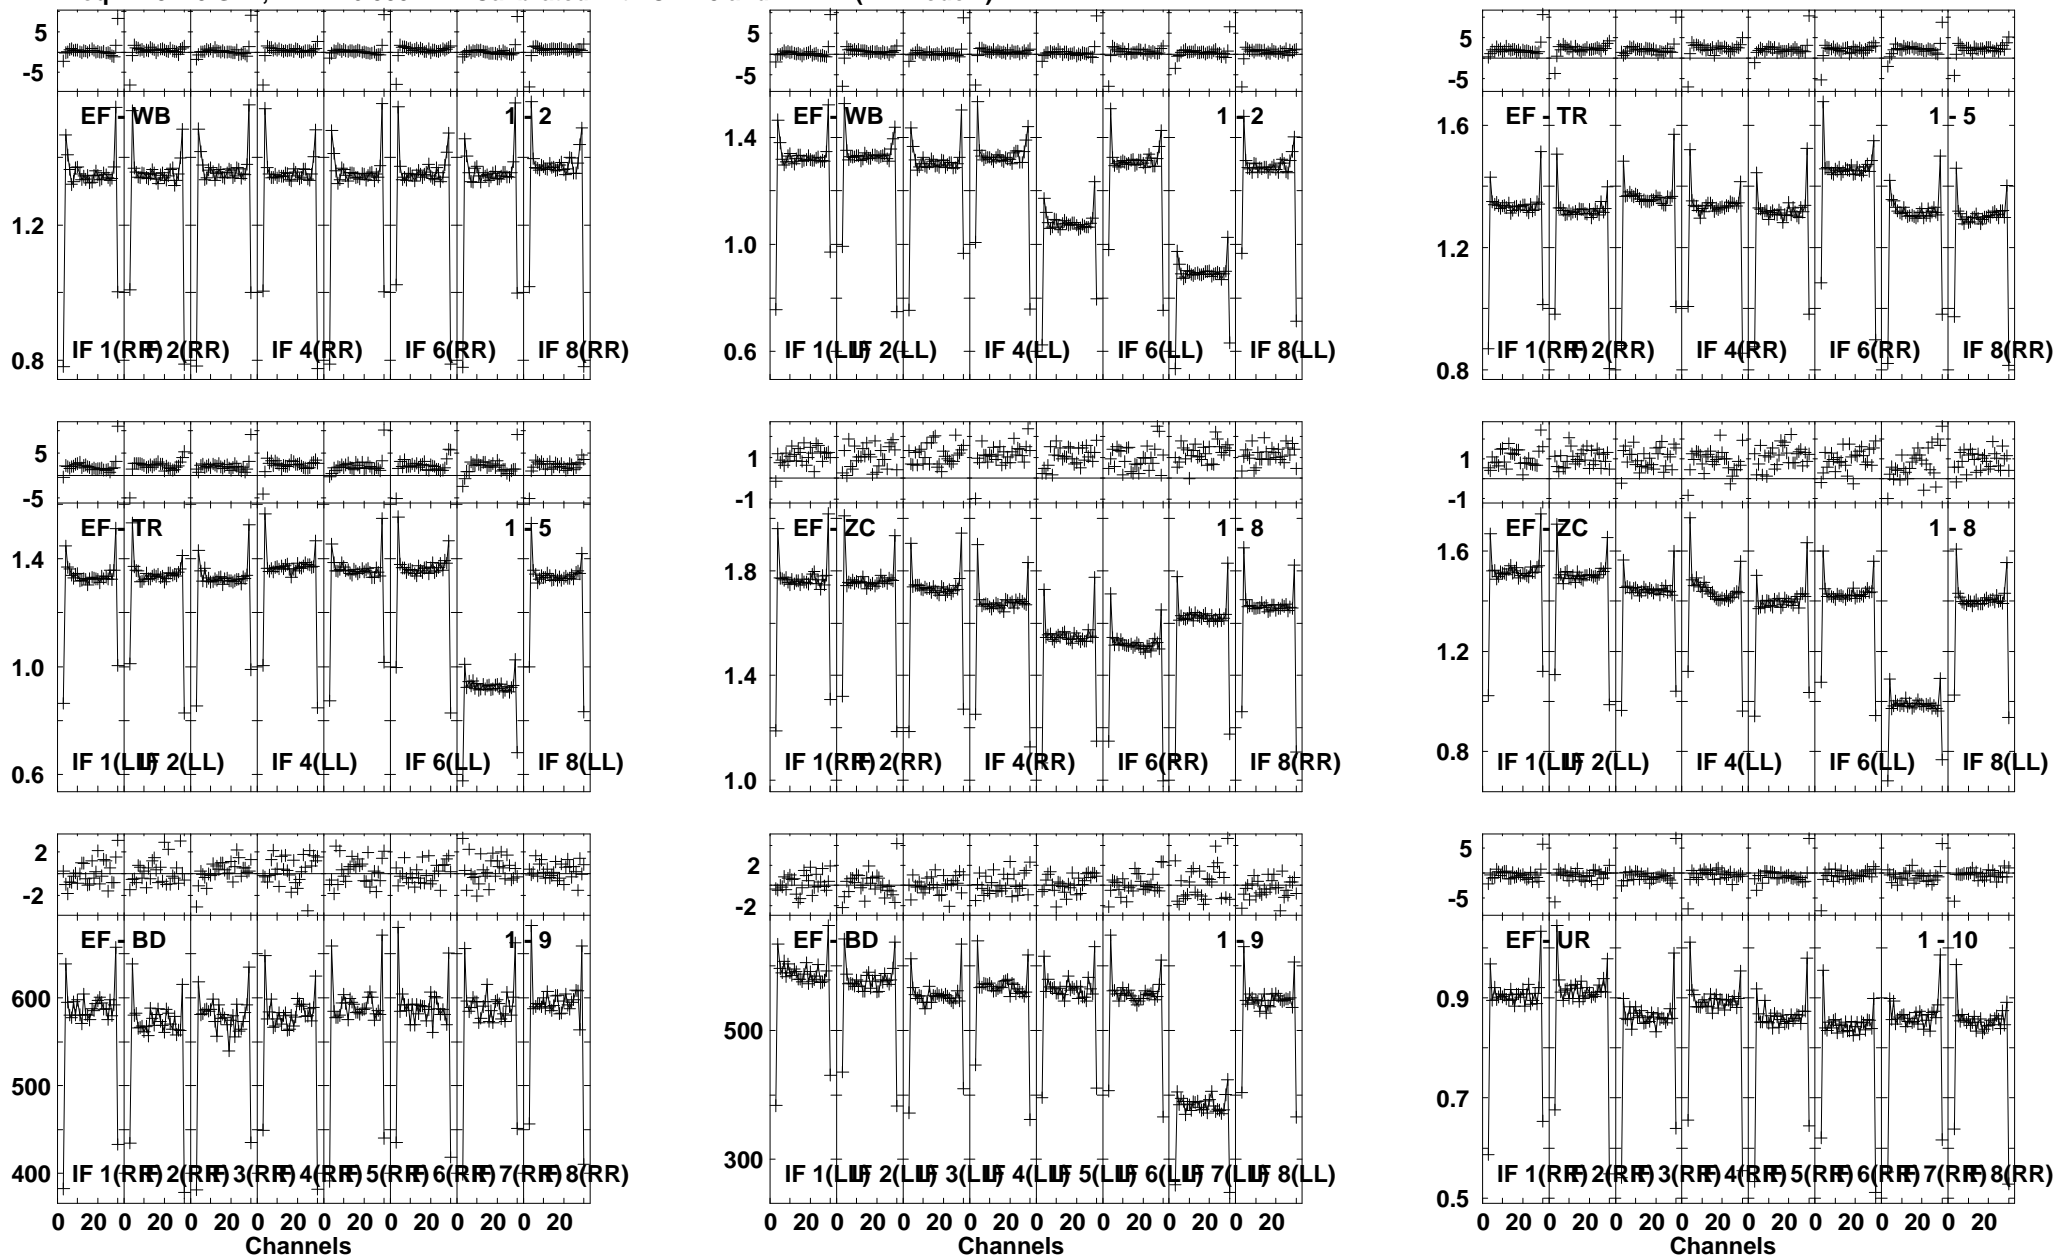 5
-5
EF - WB
1 - 2
1.2
0.8
IF 1(RR)
IF 2(RR)
IF 4(RR)
IF 6(RR)
IF 8(RR)
5
-5
EF - WB
1 - 2
1.4
1.0
0.6
IF 1(LL)
IF 2(LL)
IF 4(LL)
IF 6(LL)
IF 8(LL)
5
-5
EF - TR
1 - 5
1.6
1.2
0.8
IF 1(RR)
IF 2(RR)
IF 4(RR)
IF 6(RR)
IF 8(RR)
5
-5
EF - TR
1 - 5
1.4
1.0
0.6
IF 1(LL)
IF 2(LL)
IF 4(LL)
IF 6(LL)
IF 8(LL)
1
-1
EF - ZC
1 - 8
1.8
1.4
1.0
IF 1(RR)
IF 2(RR)
IF 4(RR)
IF 6(RR)
IF 8(RR)
1
-1
EF - ZC
1 - 8
1.6
1.2
0.8
IF 1(LL)
IF 2(LL)
IF 4(LL)
IF 6(LL)
IF 8(LL)
2
-2
EF - BD
1 - 9
600
500
400
IF 1(RR)
IF 2(RR)
IF 3(RR)
IF 4(RR)
IF 5(RR)
IF 6(RR)
IF 7(RR)
IF 8(RR)
0 20 0 20 0 20 0 20 0 20 0 20 0 20 0 20
Channels
2
-2
EF - BD
1 - 9
500
300
IF 1(LL)
IF 2(LL)
IF 3(LL)
IF 4(LL)
IF 5(LL)
IF 6(LL)
IF 7(LL)
IF 8(LL)
0 20 0 20 0 20 0 20 0 20 0 20 0 20 0 20
Channels
5
-5
EF - UR
1 - 10
0.9
0.7
0.5
IF 1(RR)
IF 2(RR)
IF 3(RR)
IF 4(RR)
IF 5(RR)
IF 6(RR)
IF 7(RR)
IF 8(RR)
0 20 0 20 0 20 0 20 0 20 0 20 0 20 0 20
Channels